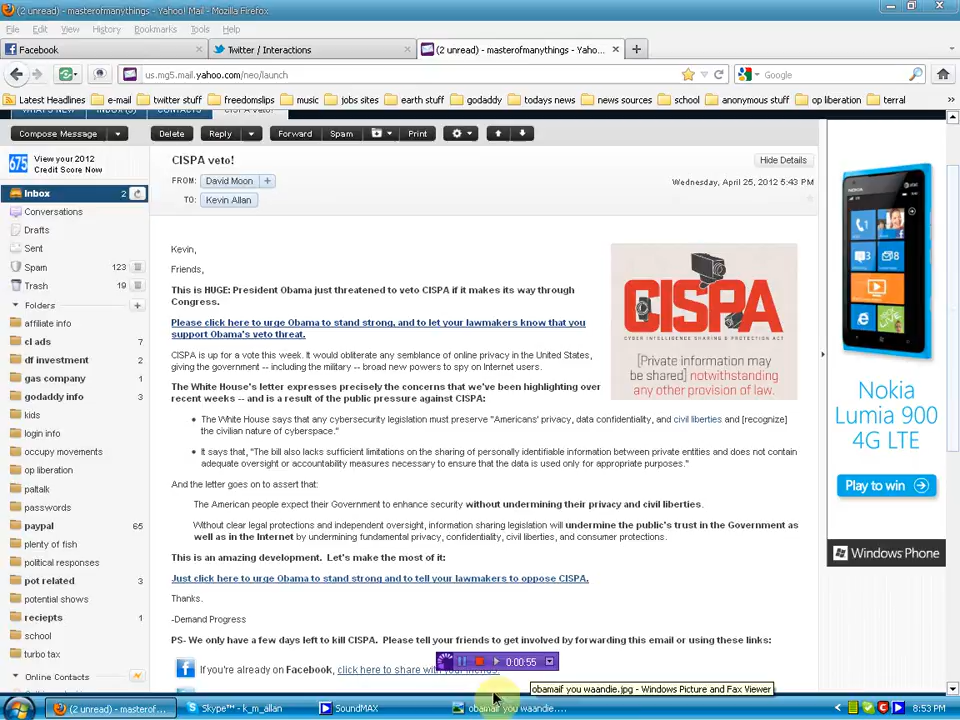 (2 unread) - masterofmanythings - Yahoo! Mail - Mozilla Firefox
File Edit View History Bookmarks Tools Help
Facebook Twitter / Interactions (2 unread) - masterofmanythings - Yaho...
us.mg5.mail.yahoo.com/neo/launch Google
Latest Headlines e-mail twitter stuff freedomslips music jobs sites earth stuff godaddy todays news news sources school anonymous stuff op liberation terral
Compose Message Delete Reply Forward Spam Print
View your 2012
Credit Score Now
675
CISPA veto!
Hide Details
FROM: David Moon +
Wednesday, April 25, 2012 5:43 PM
TO: Kevin Allan
Inbox 2
Conversations
Drafts
Sent
Spam 123
Trash 19
Folders
affiliate info
cl ads 7
df investment 2
gas company 1
godaddy info 3
kids
login info
occupy movements
op liberation
paltalk
passwords
paypal 65
plenty of fish
political responses
pot related 3
potential shows
reciepts 1
school
turbo tax
Online Contacts
Kevin,
Friends,
This is HUGE: President Obama just threatened to veto CISPA if it makes its way through
Congress.
Please click here to urge Obama to stand strong, and to let your lawmakers know that you
support Obama's veto threat.
CISPA is up for a vote this week. It would obliterate any semblance of online privacy in the United States,
giving the government -- including the military -- broad new powers to spy on Internet users.
The White House's letter expresses precisely the concerns that we've been highlighting over
recent weeks -- and is a result of the public pressure against CISPA:
The White House says that any cybersecurity legislation must preserve "Americans' privacy, data confidentiality, and civil liberties and [recognize]
the civilian nature of cyberspace."
It says that, "The bill also lacks sufficient limitations on the sharing of personally identifiable information between private entities and does not contain
adequate oversight or accountability measures necessary to ensure that the data is used only for appropriate purposes."
And the letter goes on to assert that:
The American people expect their Government to enhance security without undermining their privacy and civil liberties.
Without clear legal protections and independent oversight, information sharing legislation will undermine the public's trust in the Government as
well as in the Internet by undermining fundamental privacy, confidentiality, civil liberties, and consumer protections.
This is an amazing development. Let's make the most of it:
Just click here to urge Obama to stand strong and to tell your lawmakers to oppose CISPA.
Thanks.
-Demand Progress
PS- We only have a few days left to kill CISPA. Please tell your friends to get involved by forwarding this email or using these links:
If you're already on Facebook, click here to share with your friends.
CISPA
CYBER INTELLIGENCE SHARING & PROTECTION ACT
[Private information may
be shared] notwithstanding
any other provision of law.
Nokia
Lumia 900
4G LTE
Play to win
Windows Phone
0:00:55
obamaif you waandie.jpg - Windows Picture and Fax Viewer
(2 unread) - masterof... Skype™ - k_m_allan SoundMAX obamaif you waandie.... 8:53 PM